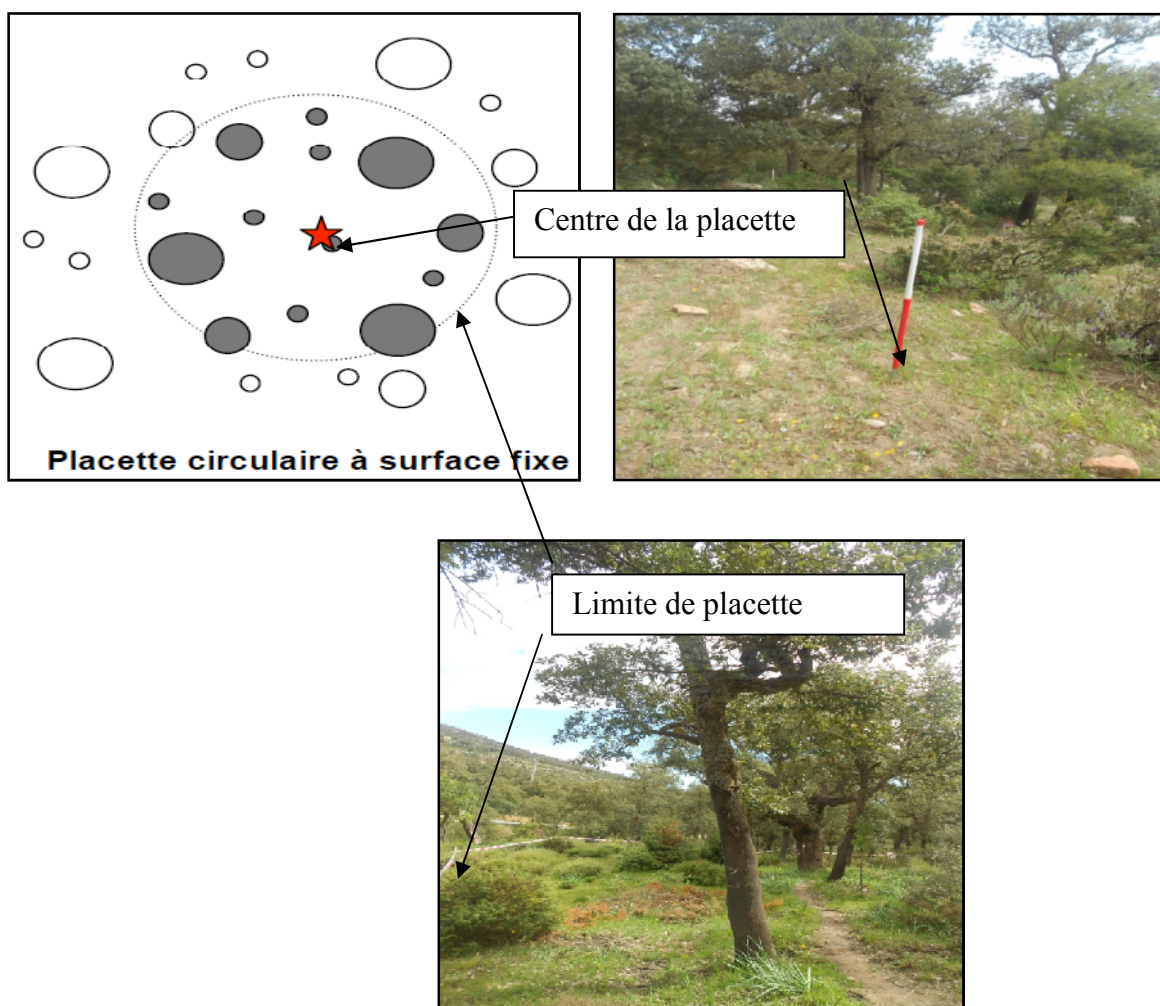 Centre de la placette
Placette circulaire à surface fixe
Limite de placette